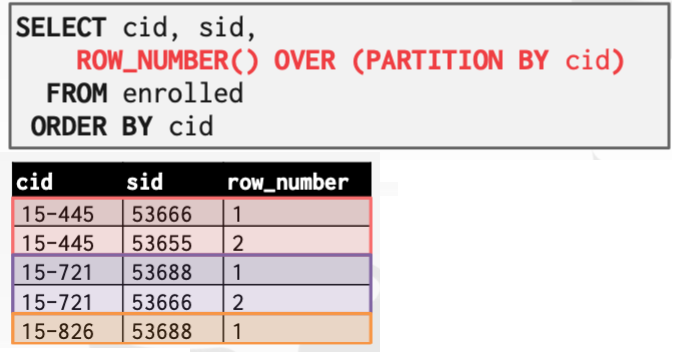 SELECT cid, sid,
ROW_NUMBER() OVER (PARTITION BY cid)
FROM enrolled
ORDER BY cid
cid sid row_number
15-445 53666 1
15-445 53655 2
15-721 53688 1
15-721 53666 2
15-826 53688 1